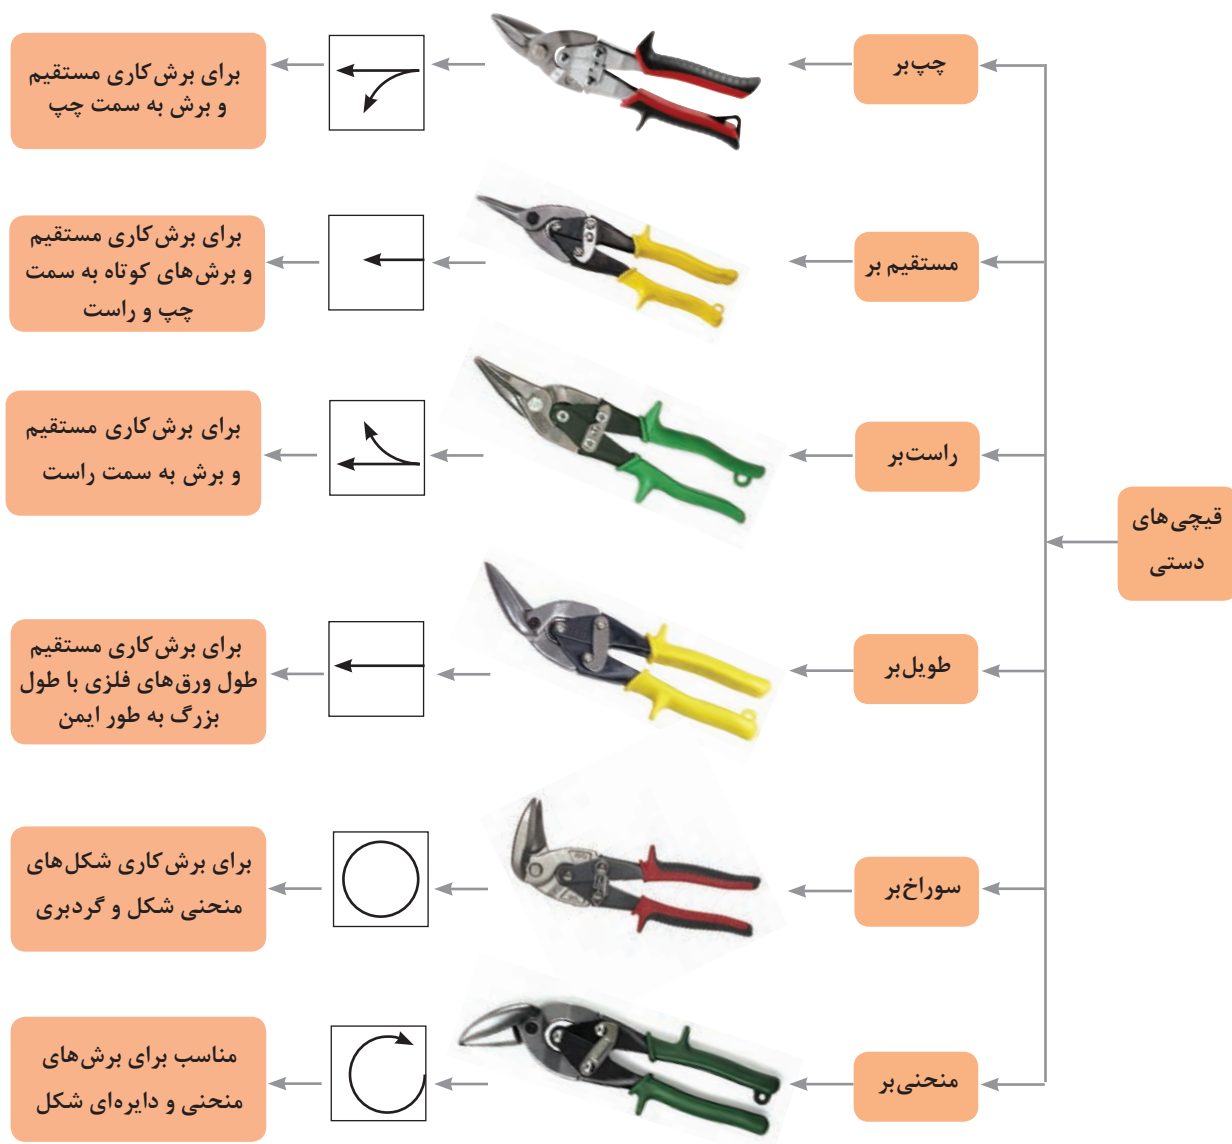 قیچی‌های
دستی
چپ‌بر
برای برش‌کاری مستقیم
و برش به سمت چپ
مستقیم بر
برای برش‌کاری مستقیم
و برش‌های کوتاه به سمت
چپ و راست
راست‌بر
برای برش‌کاری مستقیم
و برش به سمت راست
طویل‌بر
برای برش‌کاری مستقیم
طول ورق‌های فلزی با طول
بزرگ به طور ایمن
سوراخ‌بر
برای برش‌کاری شکل‌های
منحنی شکل و گردبری
منحنی‌بر
مناسب برای برش‌های
منحنی و دایره‌ای شکل